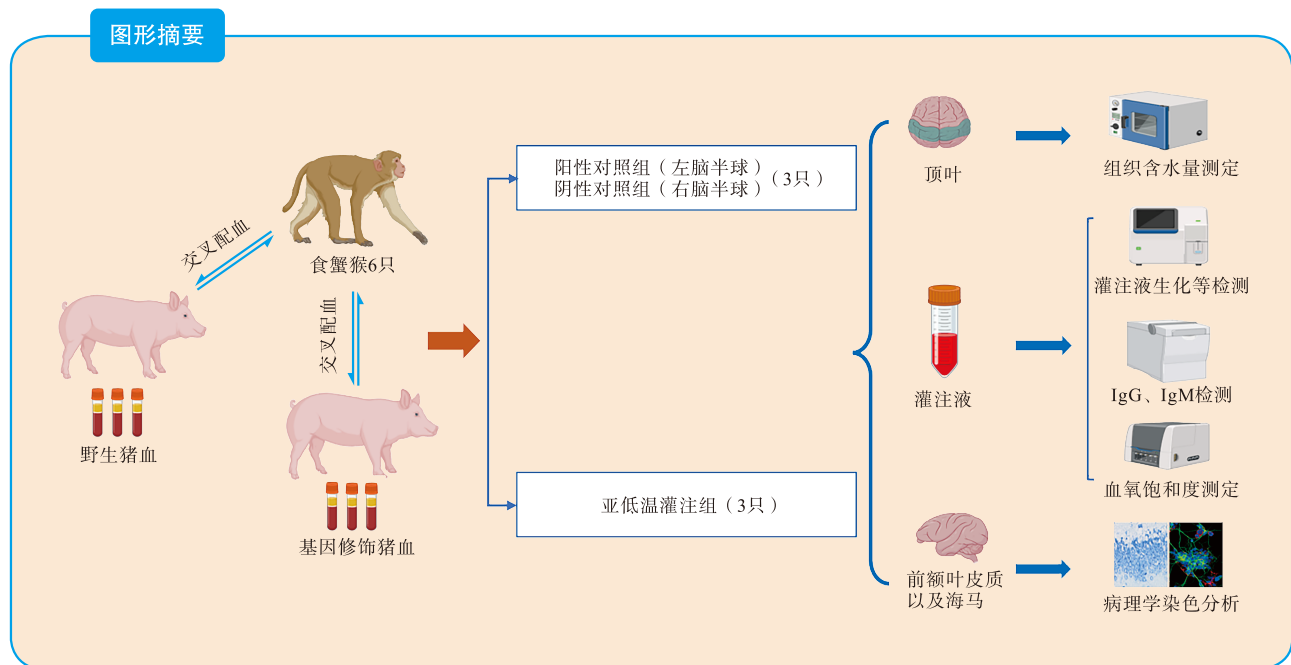 图形摘要
交叉配血
食蟹猴6只
交叉配血
野生猪血
基因修饰猪血
阳性对照组（左脑半球）
阴性对照组（右脑半球）
（3只）
亚低温灌注组（3只）
顶叶
组织含水量测定
灌注液
灌注液生化等检测
IgG、IgM检测
血氧饱和度测定
前额叶皮质
以及海马
病理学染色分析